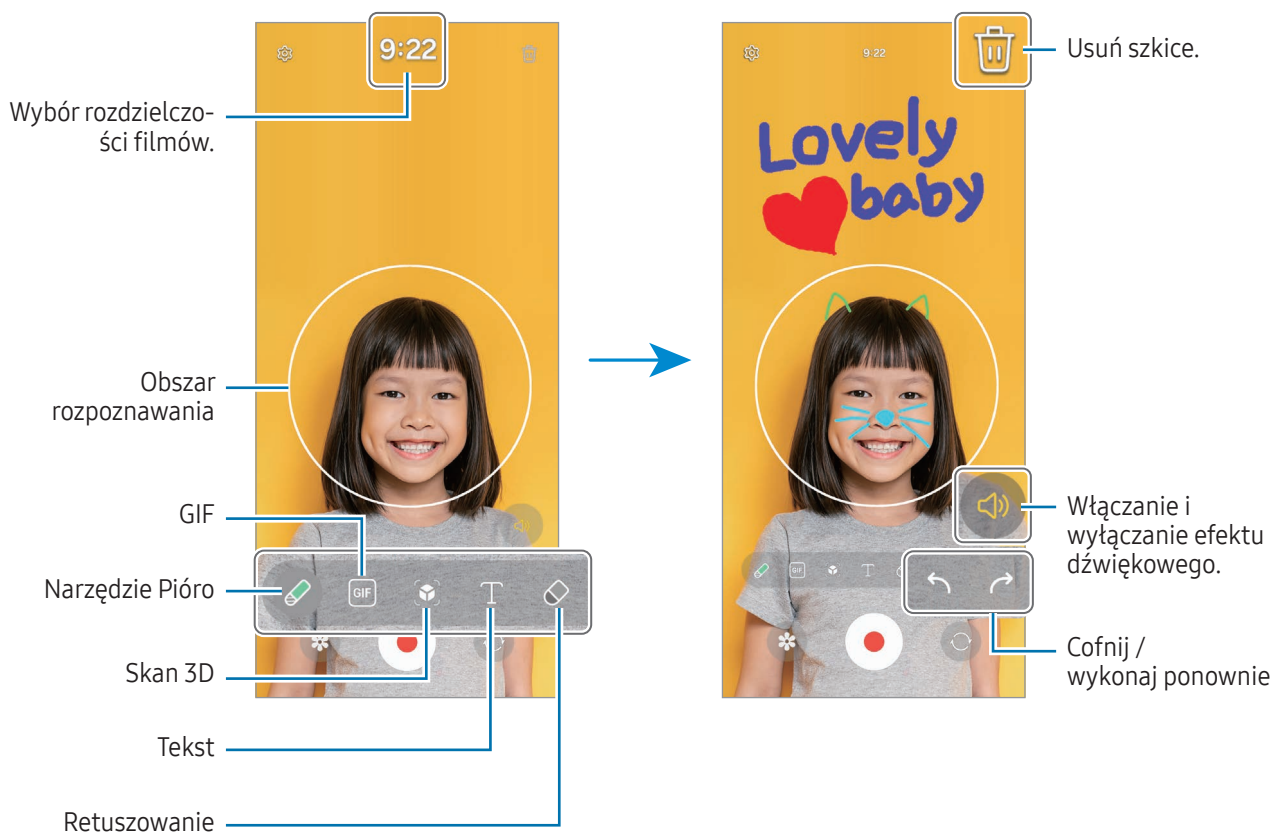 9:22
Wybór rozdzielczo-
ści filmów.
Obszar
rozpoznawania
GIF
Narzędzie Pióro
GIF
Skan 3D
Tekst
Retuszowanie
9:22
Usuń szkice.
Lovely
baby
Włączanie i
wyłączanie efektu
dźwiękowego.
GIF
Cofnij /
wykonaj ponownie